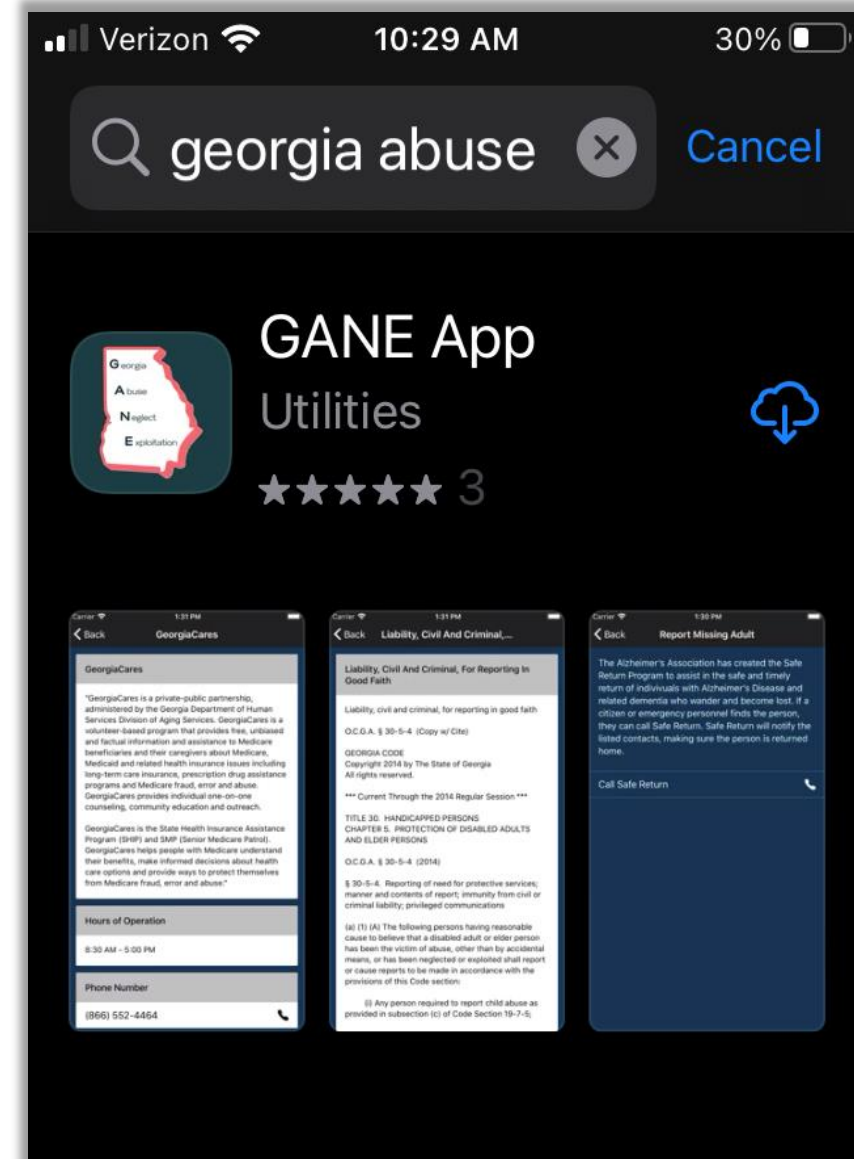 Verizon 10:29 AM 30%
georgia abuse Cancel
GANE App
Utilities
3
Georgia
Abuse
Neglect
Exploitation
Carrier 1:31 PM
Back GeorgiaCares
GeorgiaCares
"GeorgiaCares is a private-public partnership,
administered by the Georgia Department of Human
Services Division of Aging Services. GeorgiaCares is a
volunteer-based program that provides free, unbiased
and factual information and assistance to Medicare
beneficiaries and their caregivers about Medicare,
Medicaid and related health insurance issues including
long-term care insurance, prescription drug assistance
programs and Medicare fraud, error and abuse.
GeorgiaCares provides individual one-on-one
counseling, community education and outreach.
GeorgiaCares is the State Health Insurance Assistance
Program (SHIP) and SMP (Senior Medicare Patrol).
GeorgiaCares helps people with Medicare understand
their benefits, make informed decisions about health
care options and provide ways to protect themselves
from Medicare fraud, error and abuse."
Hours of Operation
8:30 AM - 5:00 PM
Phone Number
(866) 552-4464
Carrier 1:31 PM
Back Liability, Civil And Criminal,...
Liability, Civil And Criminal, For Reporting In
Good Faith
Liability, civil and criminal, for reporting in good faith
O.C.G.A. § 30-5-4 (Copy w/ Cite)
GEORGIA CODE
Copyright 2014 by The State of Georgia
All rights reserved.
*** Current Through the 2014 Regular Session ***
TITLE 30. HANDICAPPED PERSONS
CHAPTER 5. PROTECTION OF DISABLED ADULTS
AND ELDER PERSONS
O.C.G.A. § 30-5-4 (2014)
§ 30-5-4. Reporting of need for protective services;
manner and contents of report; immunity from civil or
criminal liability; privileged communications
(a) (1) (A) The following persons having reasonable
cause to believe that a disabled adult or elder person
has been the victim of abuse, other than by accidental
means, or has been neglected or exploited shall report
or cause reports to be made in accordance with the
provisions of this Code section:
(i) Any person required to report child abuse as
provided in subsection (c) of Code Section 19-7-5;
Carrier 1:30 PM
Back Report Missing Adult
The Alzheimer's Association has created the Safe
Return Program to assist in the safe and timely
return of indivivuals with Alzheimer's Disease and
related dementia who wander and become lost. If a
citizen or emergency personnel finds the person,
they can call Safe Return. Safe Return will notify the
listed contacts, making sure the person is returned
home.
Call Safe Return